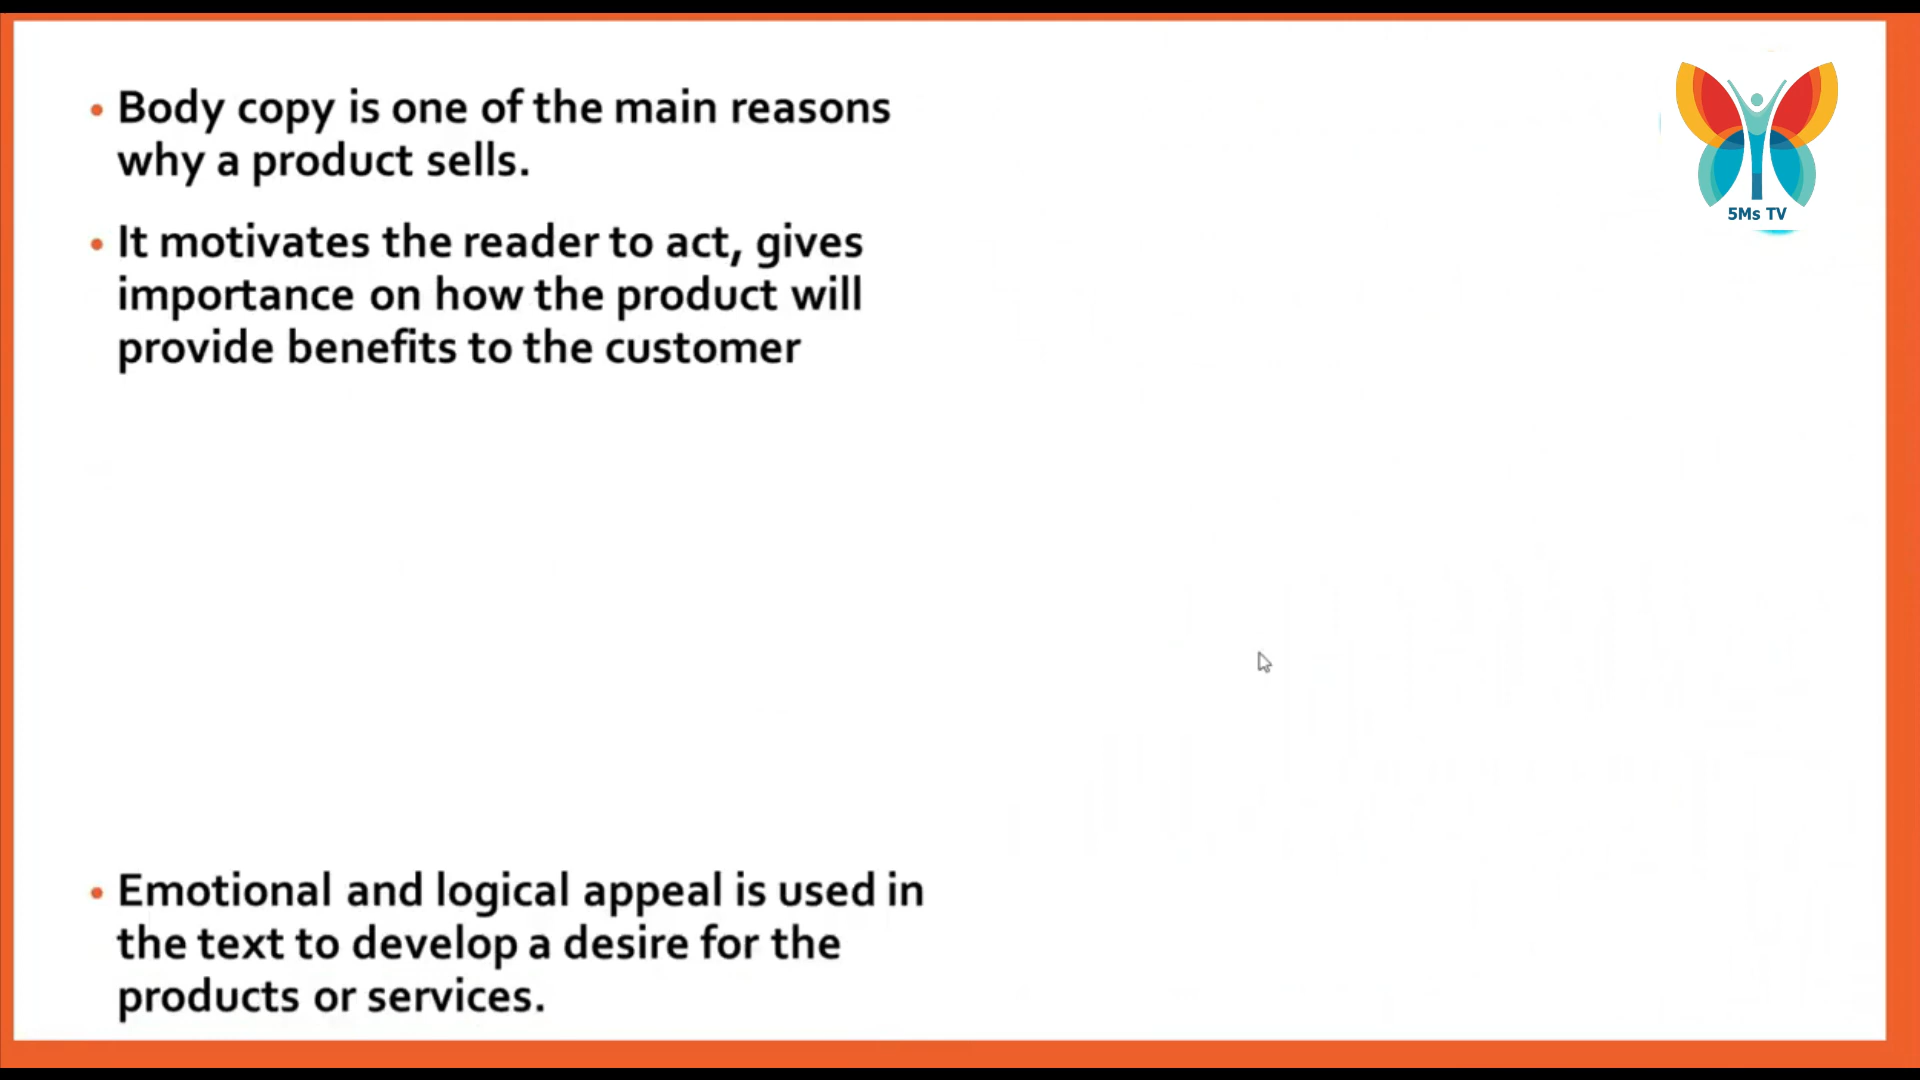 • Body copy is one of the main reasons
why a product sells.
• It motivates the reader to act, gives
importance on how the product will
provide benefits to the customer
• Emotional and logical appeal is used in
the text to develop a desire for the
products or services.
5Ms TV